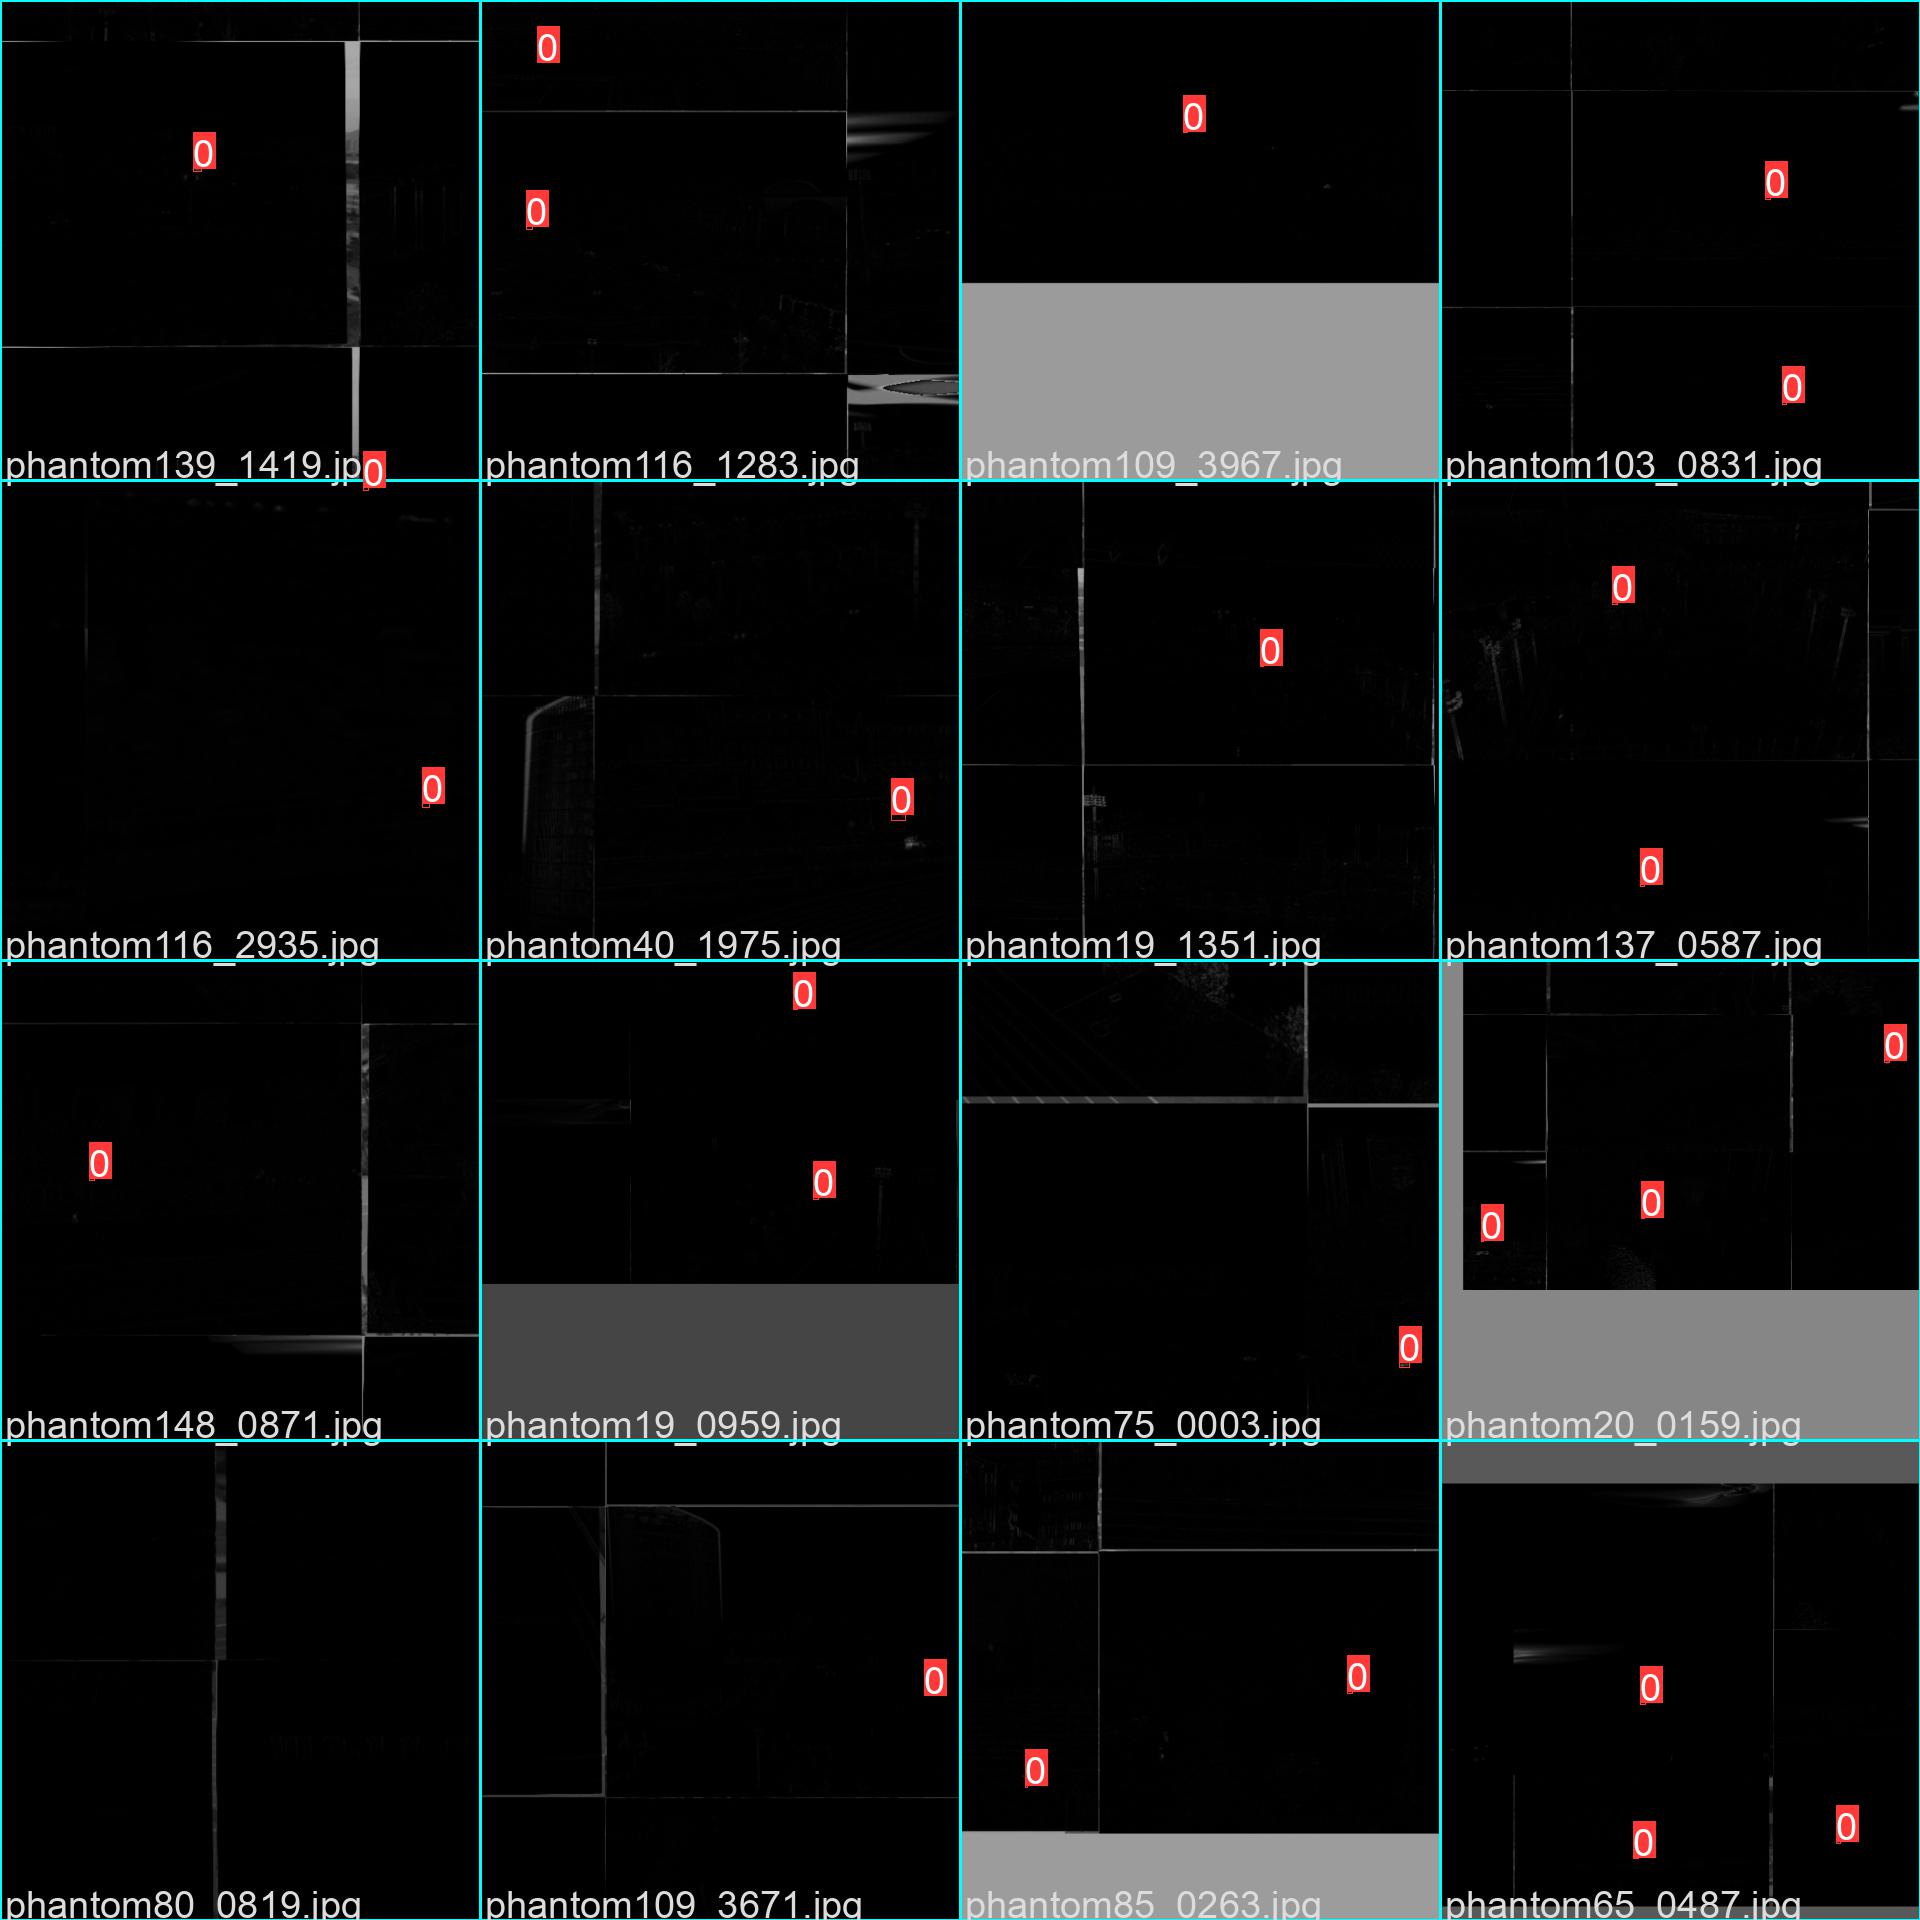 0
0
0
0
0
0
phantom139_1419.jp
0
phantom116_1283.jpg
phantom109_3967.jpg
phantom103_0831.jpg
0
0
0
0
0
phantom116_2935.jpg
phantom40_1975.jpg
phantom19_1351.jpg
phantom137_0587.jpg
0
0
0
0
0
0
0
phantom148_0871.jpg
phantom19_0959.jpg
phantom75_0003.jpg
phantom20_0159.jpg
0
0
0
0
0
0
phantom80_0819.jpg
phantom109_3671.jpg
phantom85_0263.jpg
phantom65_0487.jpg